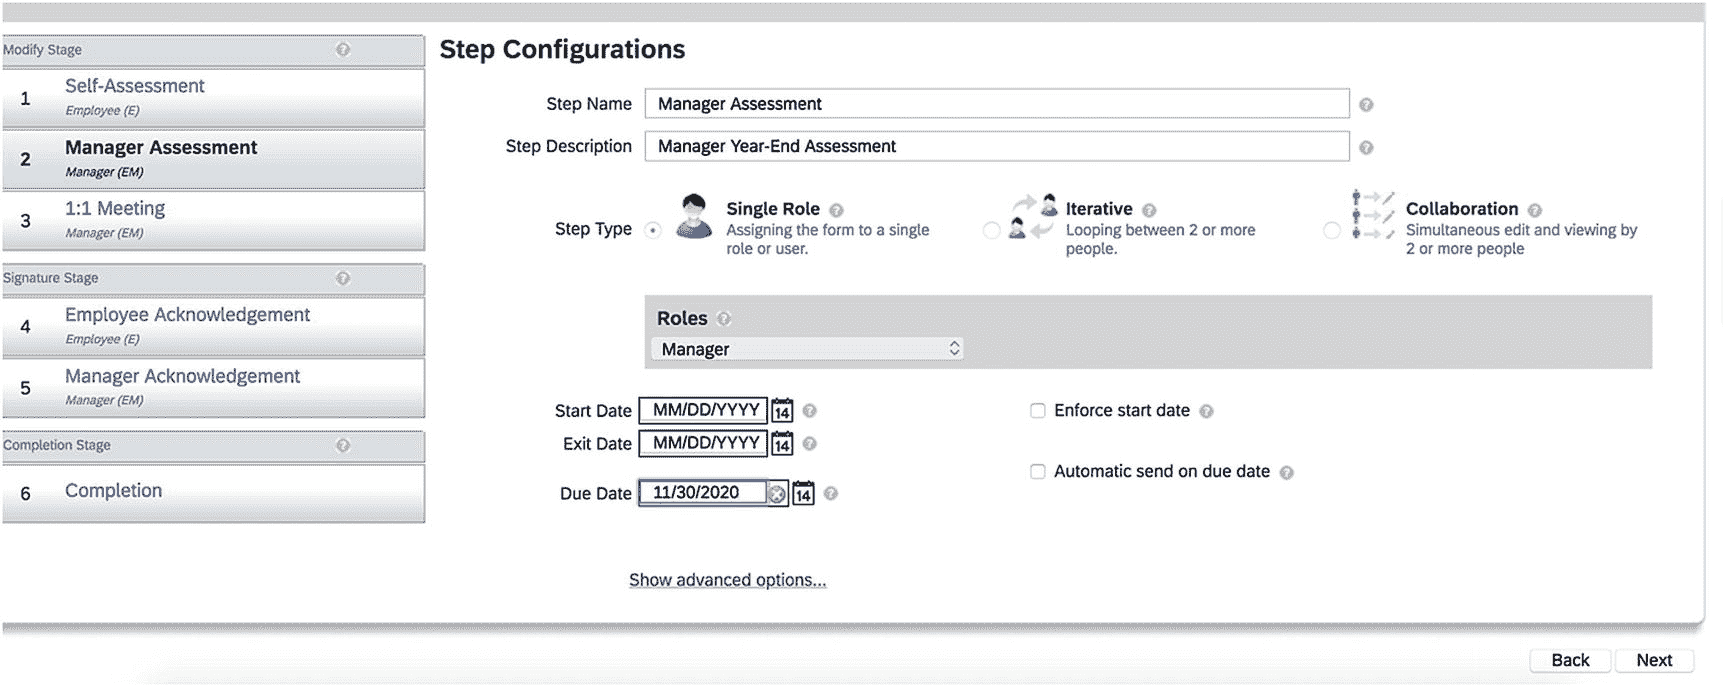 Modify Stage
1
Self-Assessment
Employee (E)
2
Manager Assessment
Manager (EM)
3
1:1 Meeting
Manager (EM)
Signature Stage
4
Employee Acknowledgement
Employee (E)
5
Manager Acknowledgement
Manager (EM)
Completion Stage
6
Completion
Step Configurations
Step Name Manager Assessment
Step Description Manager Year-End Assessment
Step Type
Single Role
Assigning the form to a single
role or user.
Iterative
Looping between 2 or more
people.
Collaboration
Simultaneous edit and viewing by
2 or more people
Roles
Manager
Start Date MM/DD/YYYY 14
Enforce start date
Exit Date MM/DD/YYYY 14
Automatic send on due date
Due Date 11/30/2020 14
Show advanced options...
Back Next